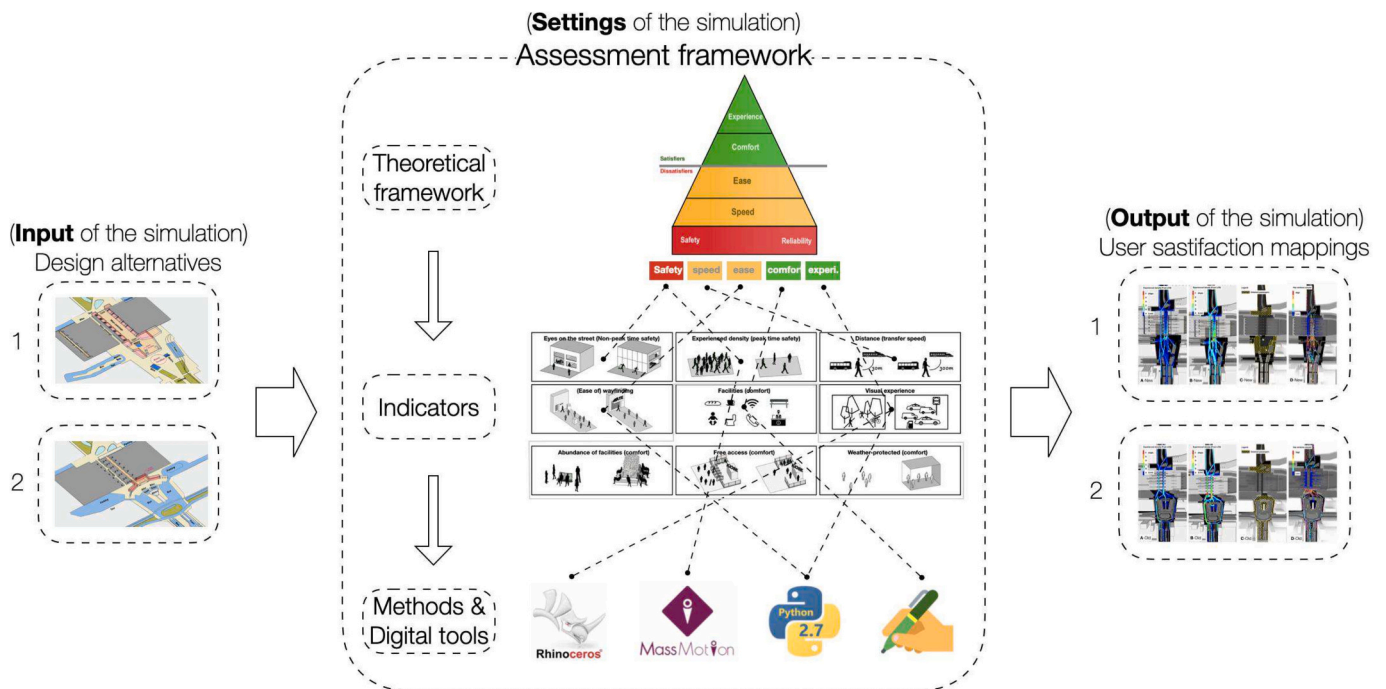 (Settings of the simulation)
Assessment framework
Theoretical
framework
Experience
Comfort
Satisfiers
Dissatisfiers
Ease
Speed
Safety
Reliability
Safety
speed
ease
comfor
experi.
(Input of the simulation)
Design alternatives
1
2
Indicators
Eyes on the street (Non-peak time safety)
Experienced density (peak time safety)
Distance (transfer speed)
300m
300m
(Ease of) wayfinding
Facilities (comfort)
Visual experience
Abundance of facilities (comfort)
Free access (comfort)
Weather-protected (comfort)
Methods &
Digital tools
Rhinoceros®
MassMotion
Python
2.7
(Output of the simulation)
User sastifaction mappings
1
2